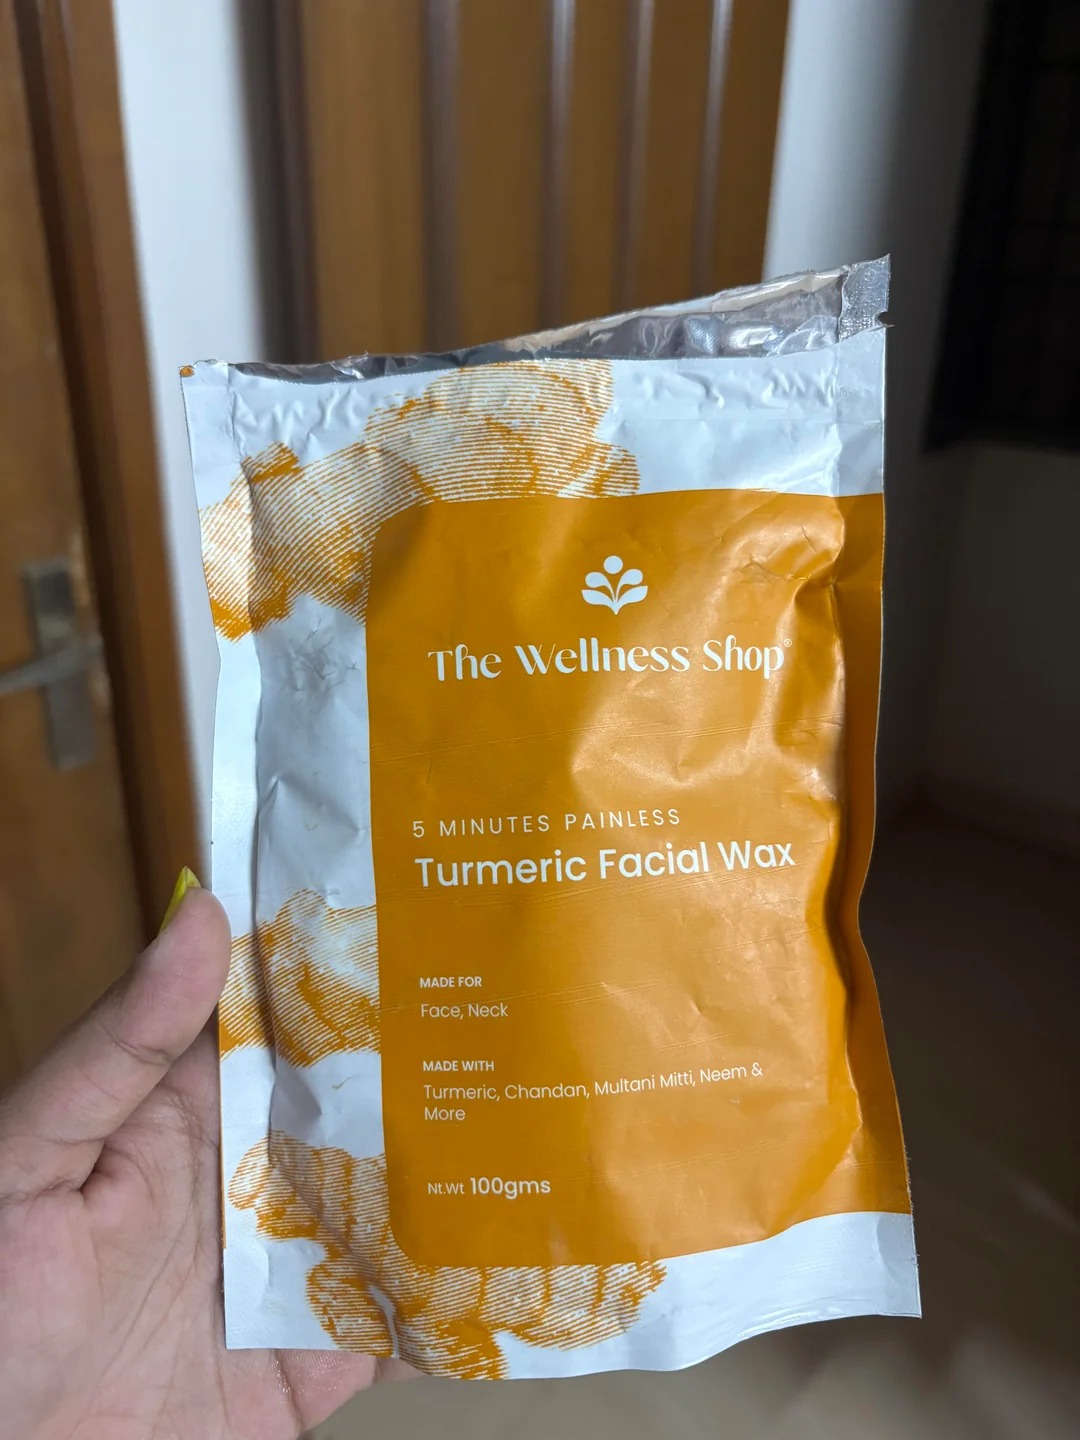 The Wellness Shop®
5 MINUTES PAINLESS
Turmeric Facial Wax
MADE FOR
Face, Neck
MADE WITH
Turmeric, Chandan, Multani Mitti, Neem &
More
Nt.Wt 100gms